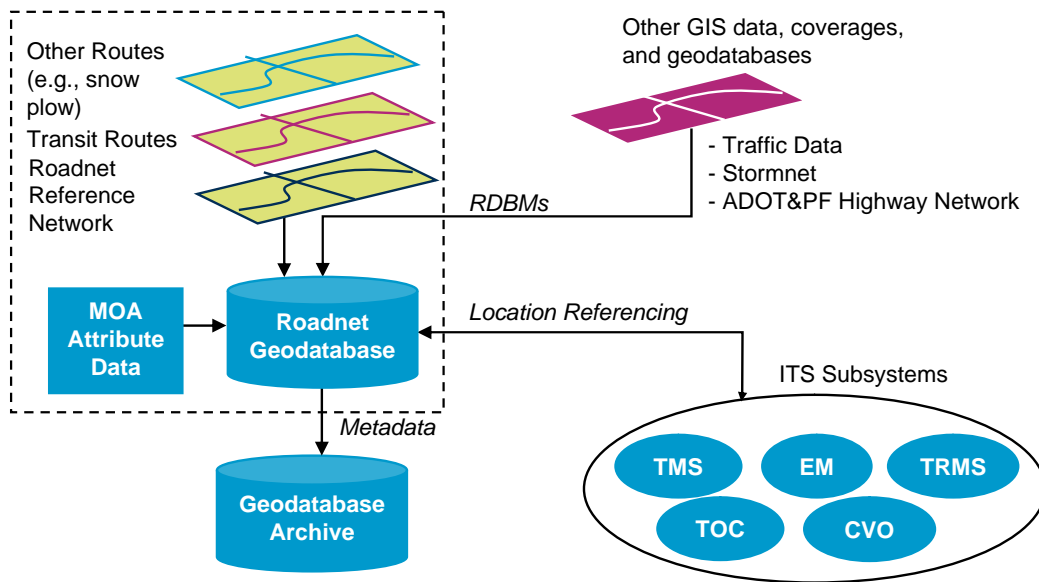 Other Routes
(e.g., snow
plow)
Transit Routes
Roadnet
Reference
Network
Other GIS data, coverages,
and geodatabases
- Traffic Data
- Stormnet
- ADOT&PF Highway Network
RDBMs
MOA
Attribute
Data
Roadnet
Geodatabase
Location Referencing
ITS Subsystems
Metadata
TMS
EM
TRMS
TOC
CVO
Geodatabase
Archive